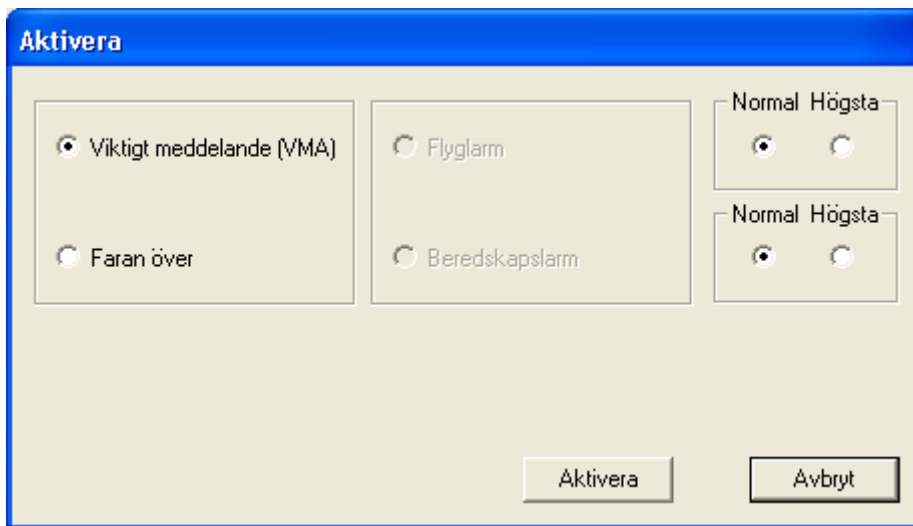 Aktivera
Normal Högsta
Viktigt meddelande (VMA)
Flyglarm
Normal Högsta
Faran över
Beredskapslarm
Aktivera
Avbryt